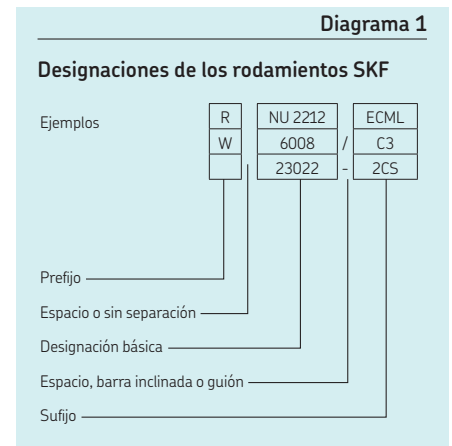 Diagrama 1
Designaciones de los rodamientos SKF
Ejemplos R NU 2212 ECML
W 6008 / C3
23022 - 2CS
Prefijo
Espacio o sin separación
Designación básica
Espacio, barra inclinada o guión
Sufijo